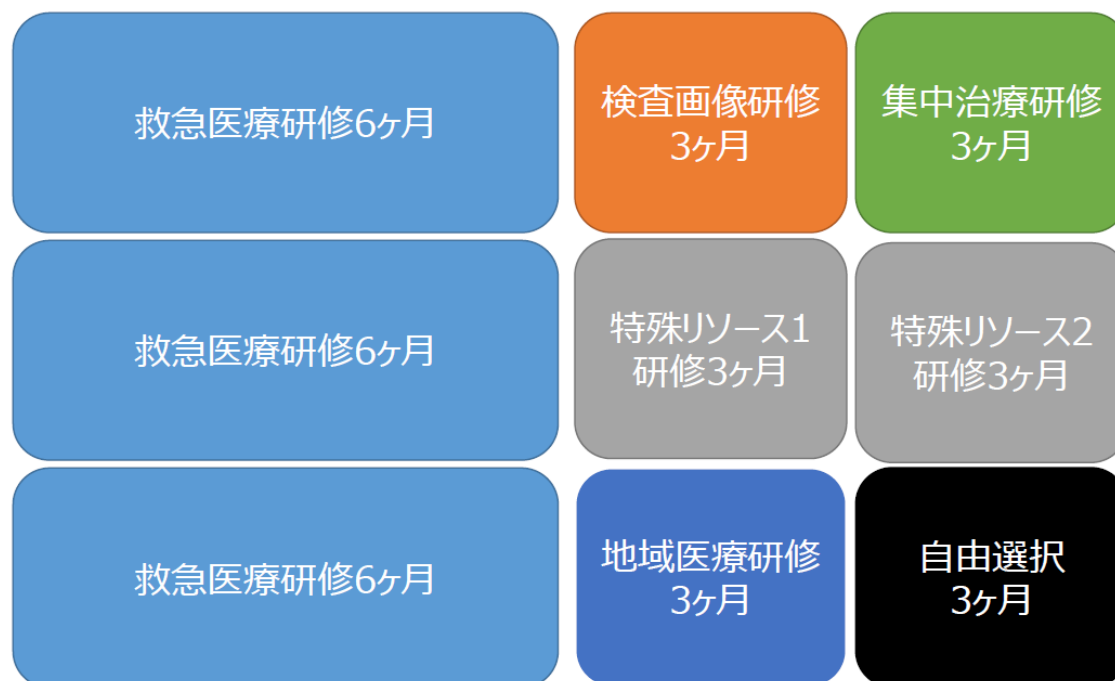 救急医療研修6ヶ月
検査画像研修
3ヶ月
集中治療研修
3ヶ月
救急医療研修6ヶ月
特殊リソース1
研修3ヶ月
特殊リソース2
研修3ヶ月
救急医療研修6ヶ月
地域医療研修
3ヶ月
自由選択
3ヶ月